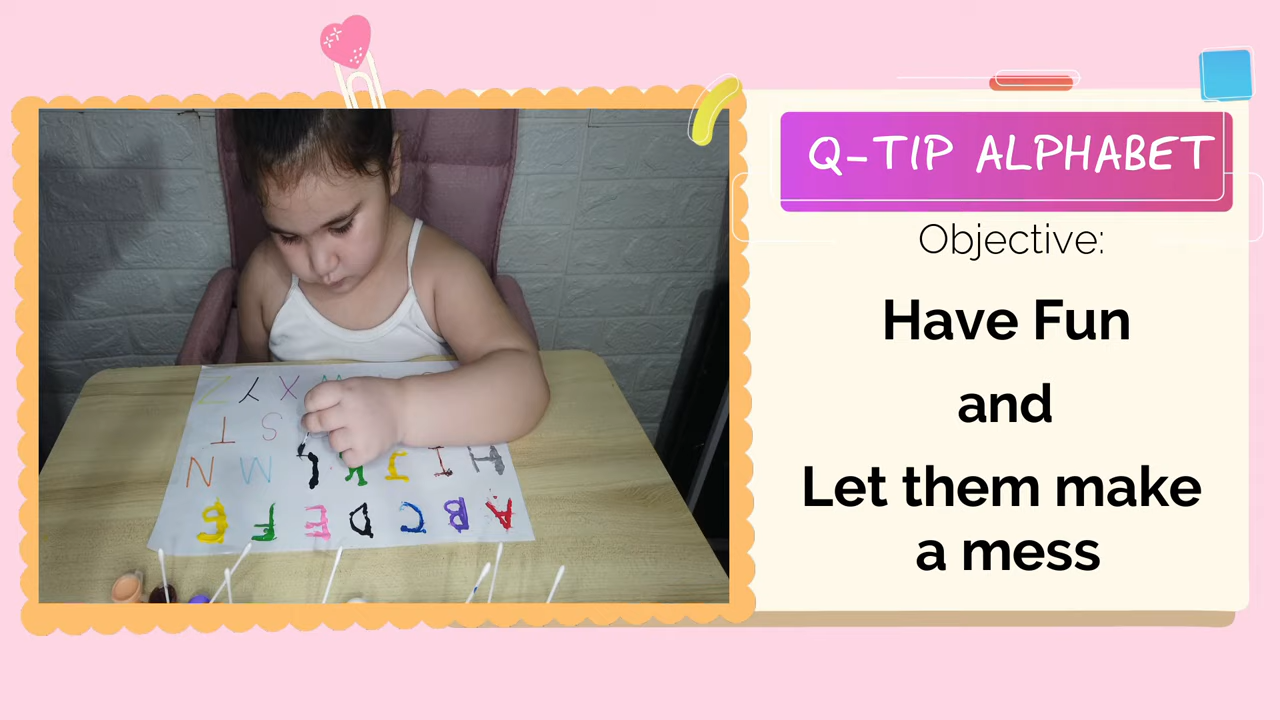 Q-TIP ALPHABET
Objective:
Have Fun
and
Let them make
a mess
A B C D E F G
H I J K L M N
S T
X Y Z